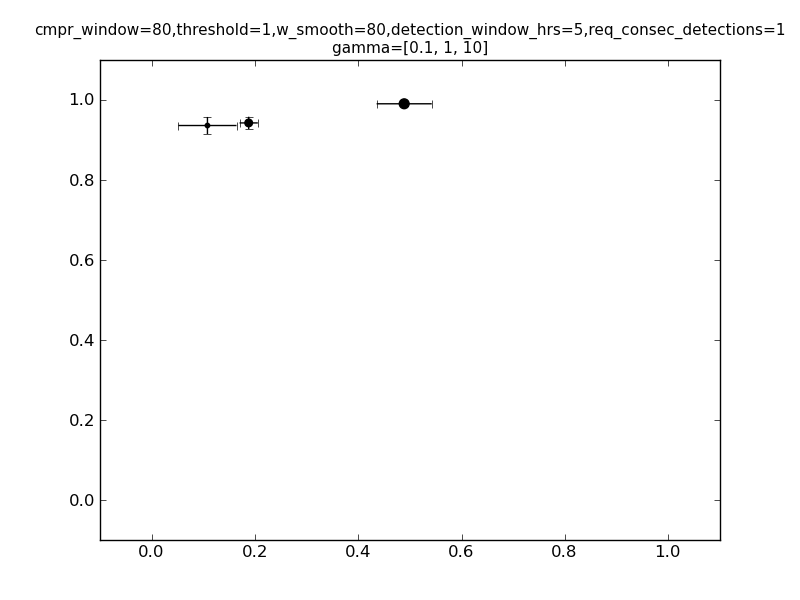 cmpr_window=80,threshold=1,w_smooth=80,detection_window_hrs=5,req_consec_detections=1
gamma=[0.1, 1, 10]
1.0
0.8
0.6
0.4
0.2
0.0
0.0 0.2 0.4 0.6 0.8 1.0